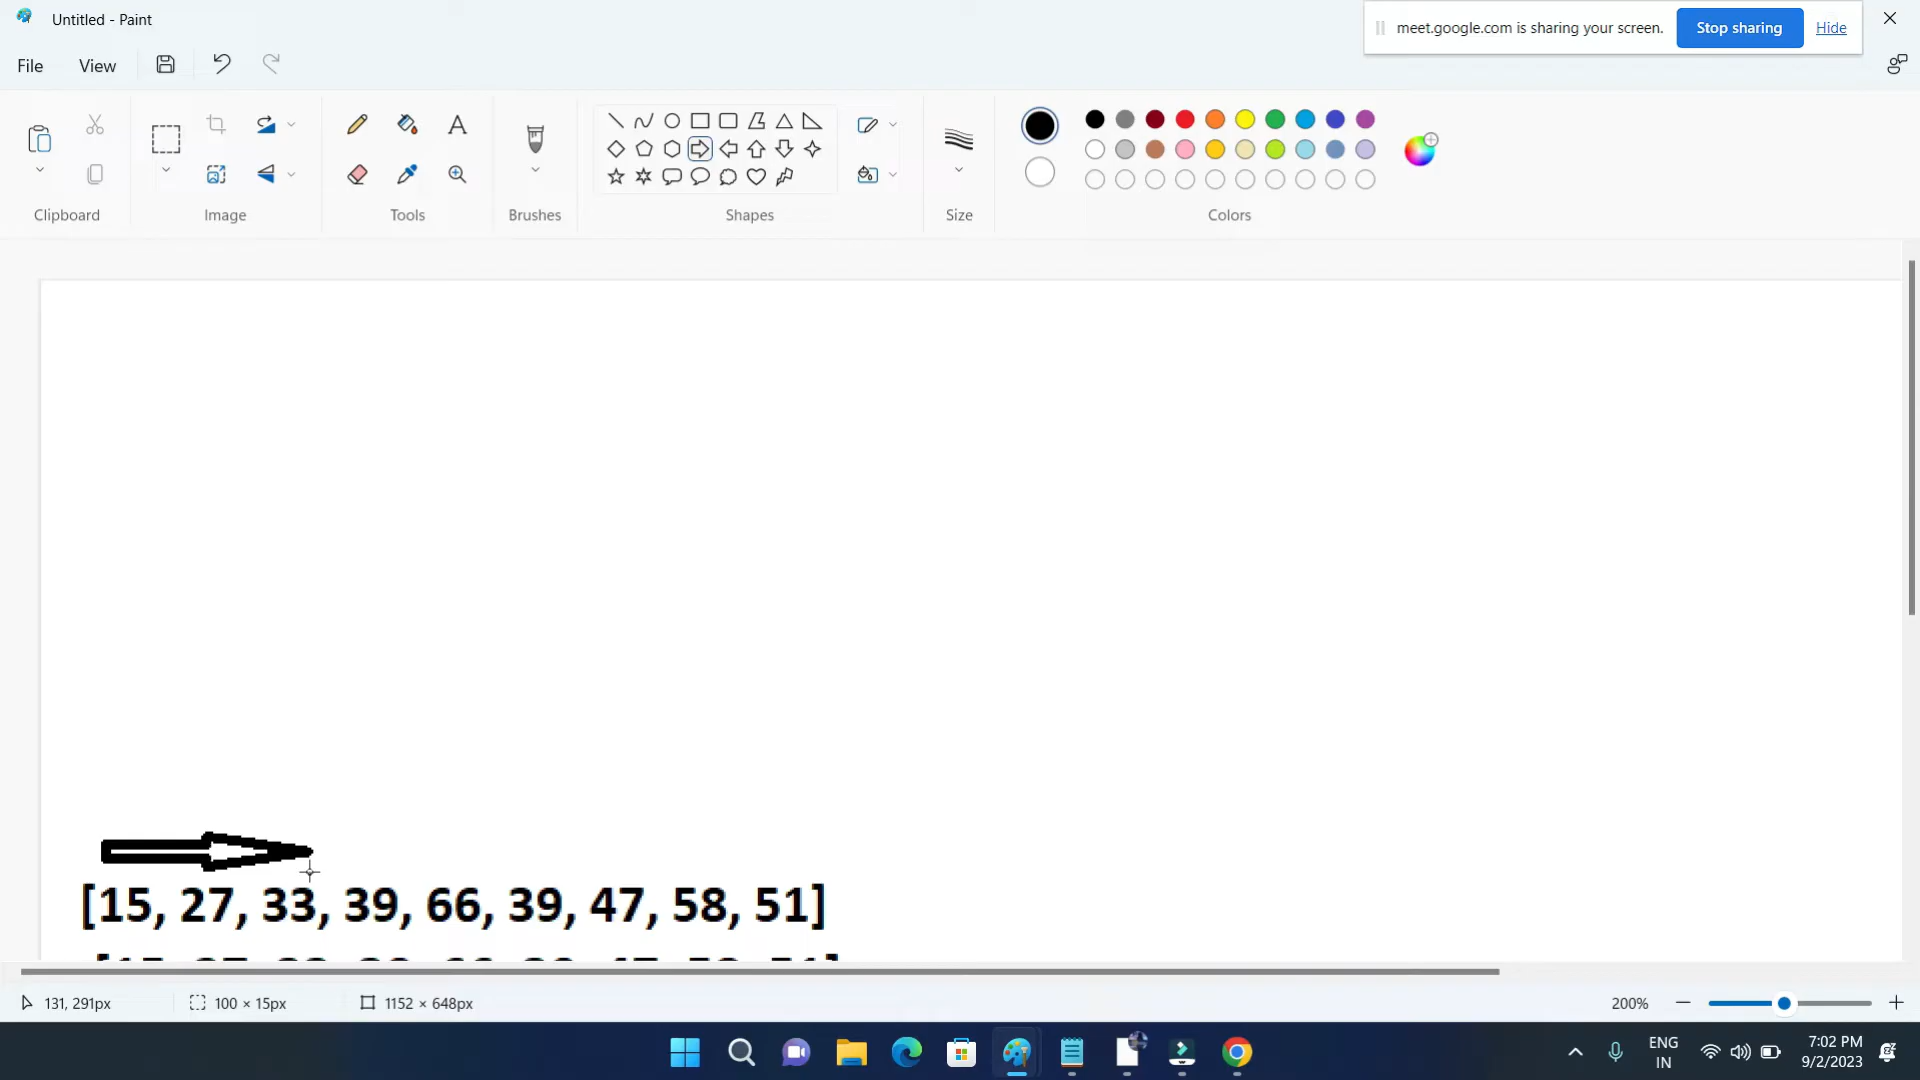 Untitled - Paint
meet.google.com is sharing your screen.
Stop sharing
Hide
File
View
Clipboard
Image
Tools
Brushes
Shapes
Size
Colors
[15, 27, 33, 39, 66, 39, 47, 58, 51]
131, 291px
100 × 15px
1152 × 648px
200%
ENG
IN
7:02 PM
9/2/2023